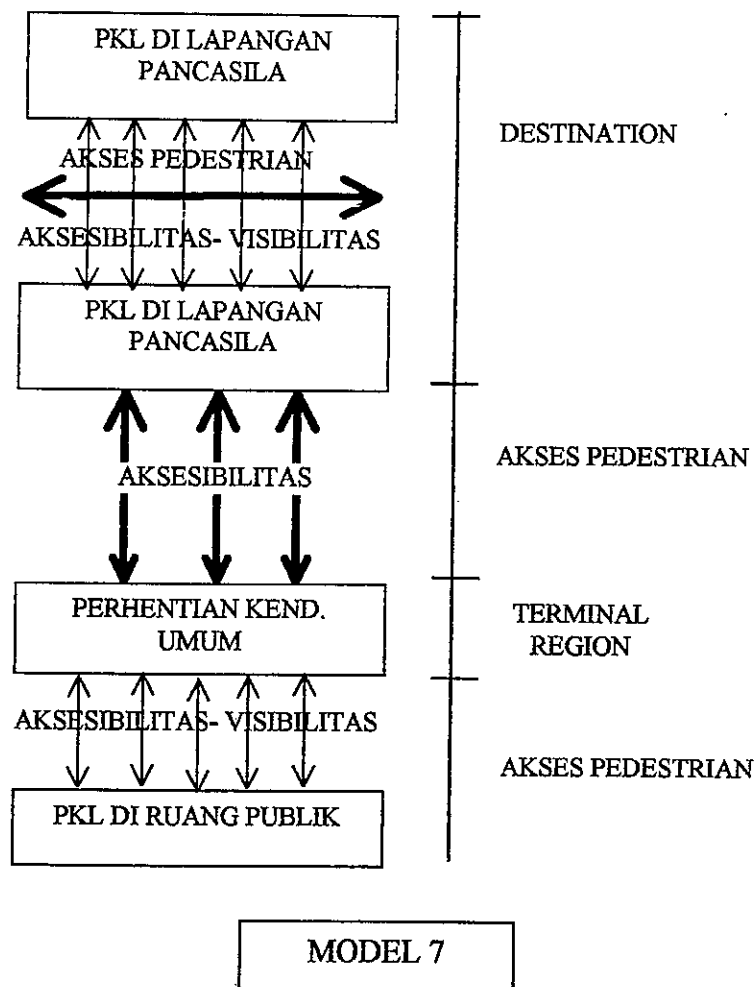 PKL DI LAPANGAN
PANCASILA
AKSES PEDESTRIAN
AKSESIBILITAS- VISIBILITAS
PKL DI LAPANGAN
PANCASILA
DESTINATION
AKSESIBILITAS
AKSES PEDESTRIAN
PERHENTIAN KEND.
UMUM
TERMINAL
REGION
AKSESIBILITAS- VISIBILITAS
AKSES PEDESTRIAN
PKL DI RUANG PUBLIK
MODEL 7